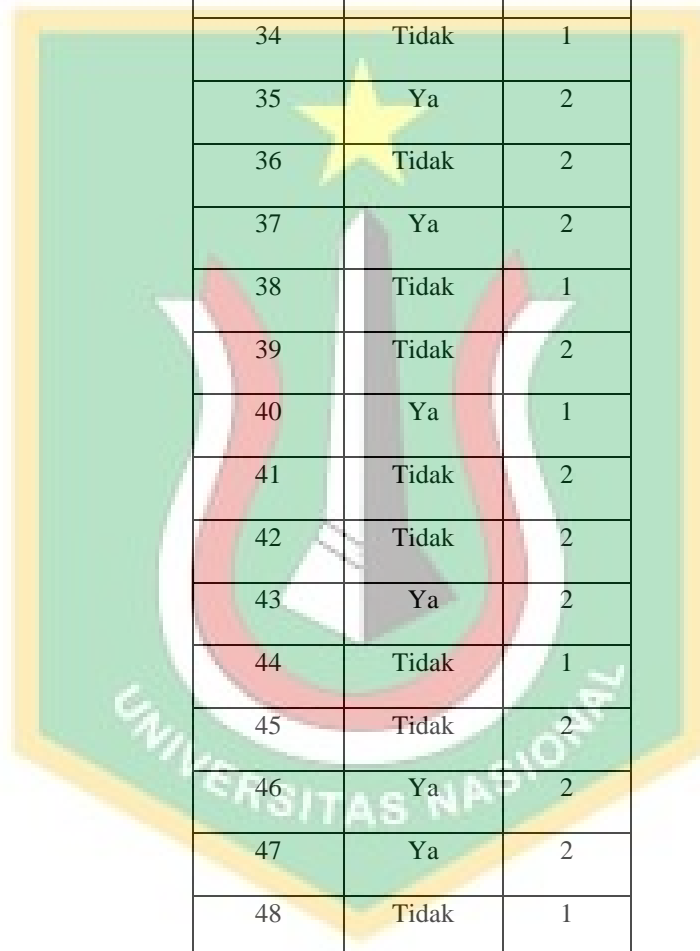 34 Tidak 1
35 Ya 2
36 Tidak 2
37 Ya 2
38 Tidak 1
39 Tidak 2
40 Ya 1
41 Tidak 2
42 Tidak 2
43 Ya 2
44 Tidak 1
45 Tidak 2
46 Ya 2
47 Ya 2
48 Tidak 1
UNIVERSITAS NASIONAL